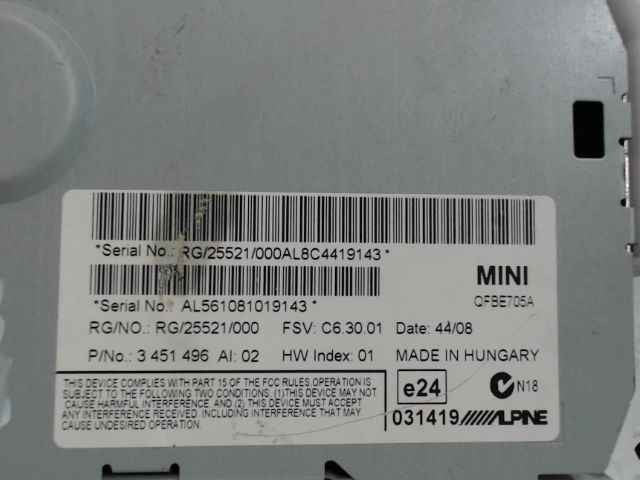 *Serial No.: RG/25521/000AL8C4419143 *
MINI
QFBE705A
*Serial No.: AL561081019143 *
RG/NO.: RG/25521/000 FSV: C6.30.01 Date: 44/08
P/No.: 3 451 496 AI: 02 HW Index: 01 MADE IN HUNGARY
THIS DEVICE COMPLIES WITH PART 15 OF THE FCC RULES.OPERATION IS
SUBJECT TO THE FOLLOWING TWO CONDITIONS. (1)THIS DEVICE MAY NOT
CAUSE HARMFUL INTERFERENCE. AND (2) THIS DEVICE MUST ACCEPT
ANY INTERFERENCE RECEIVED. INCLUDING INTERFERENCE THAT MAY
CAUSE UNDESIRED OPERATION.
e24
N18
031419 ALPINE